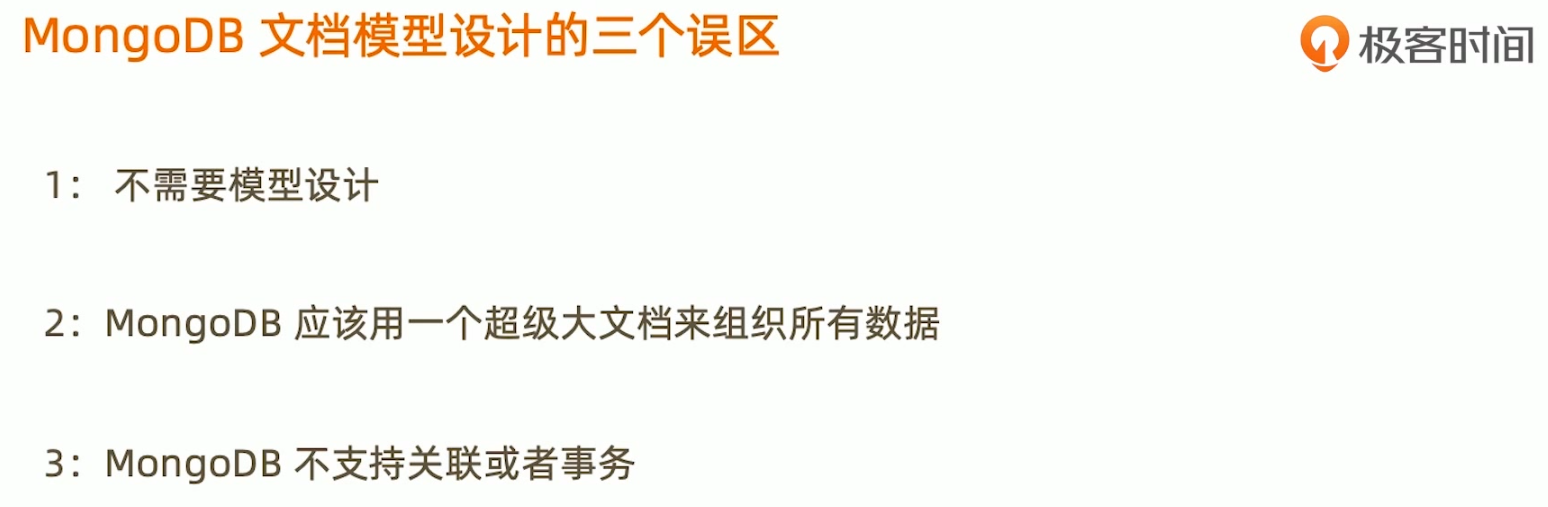 MongoDB 文档模型设计的三个误区
极客时间
1： 不需要模型设计
2：MongoDB 应该用一个超级大文档来组织所有数据
3：MongoDB 不支持关联或者事务